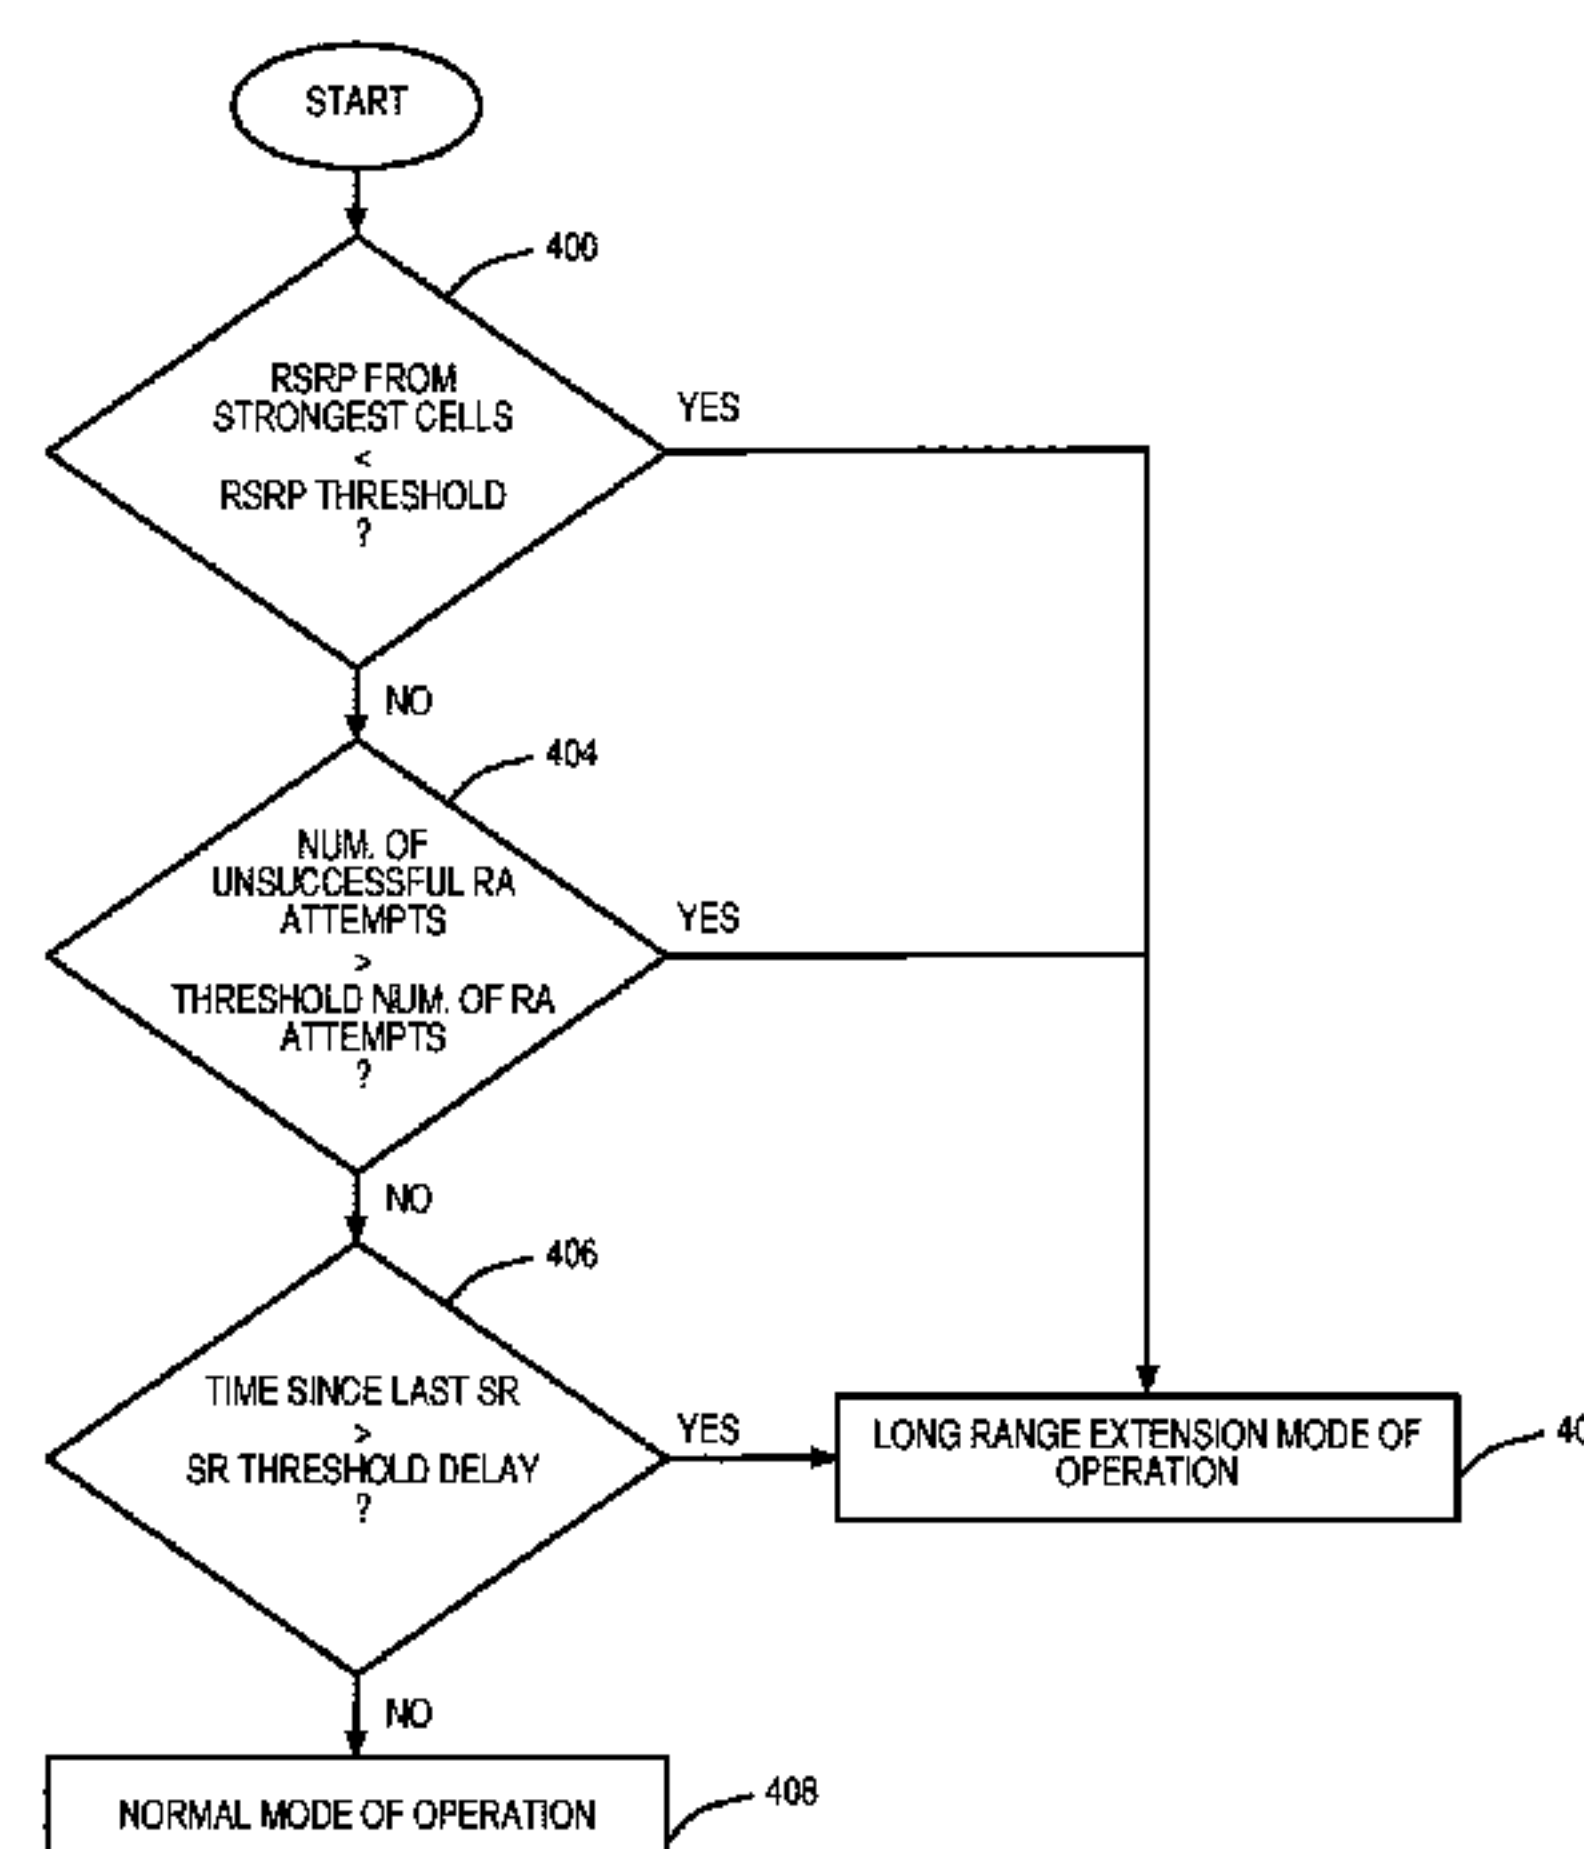 START
400
RSRP FROM
STRONGEST CELLS
<
RSRP THRESHOLD
?
YES
NO
404
NUM. OF
UNSUCCESSFUL RA
ATTEMPTS
>
THRESHOLD NUM. OF RA
ATTEMPTS
?
YES
NO
406
TIME SINCE LAST SR
>
SR THRESHOLD DELAY
?
YES
LONG RANGE EXTENSION MODE OF
OPERATION
NO
NORMAL MODE OF OPERATION
408